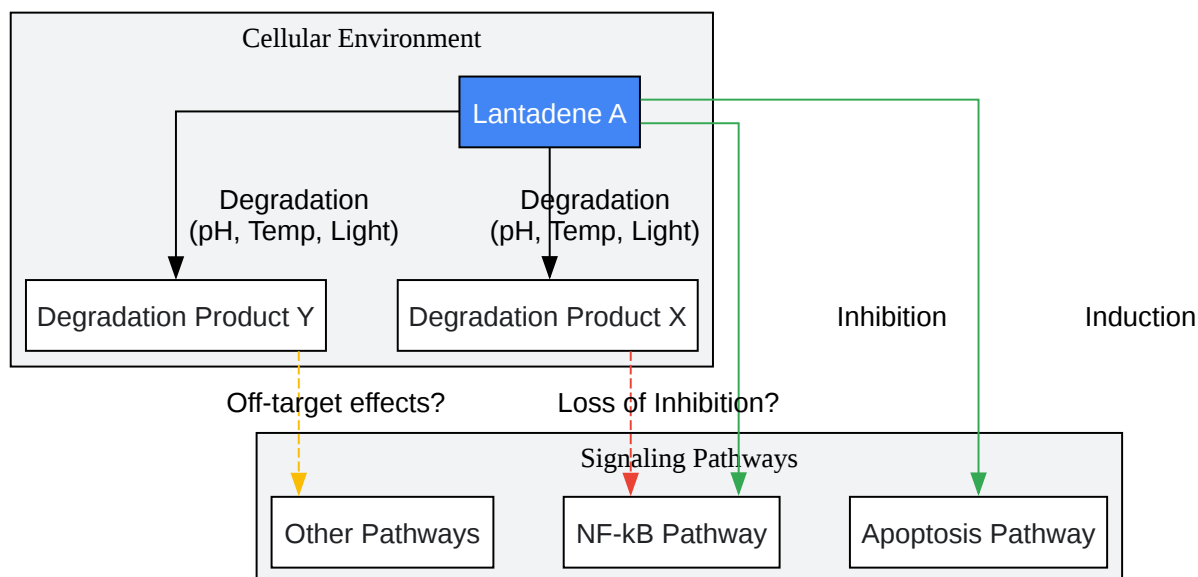 Cellular Environment
Lantadene A
Degradation
(pH, Temp, Light)
Degradation
(pH, Temp, Light)
Degradation Product Y
Degradation Product X
Inhibition
Induction
Off-target effects?
Loss of Inhibition?
Signaling Pathways
Other Pathways
NF-kB Pathway
Apoptosis Pathway